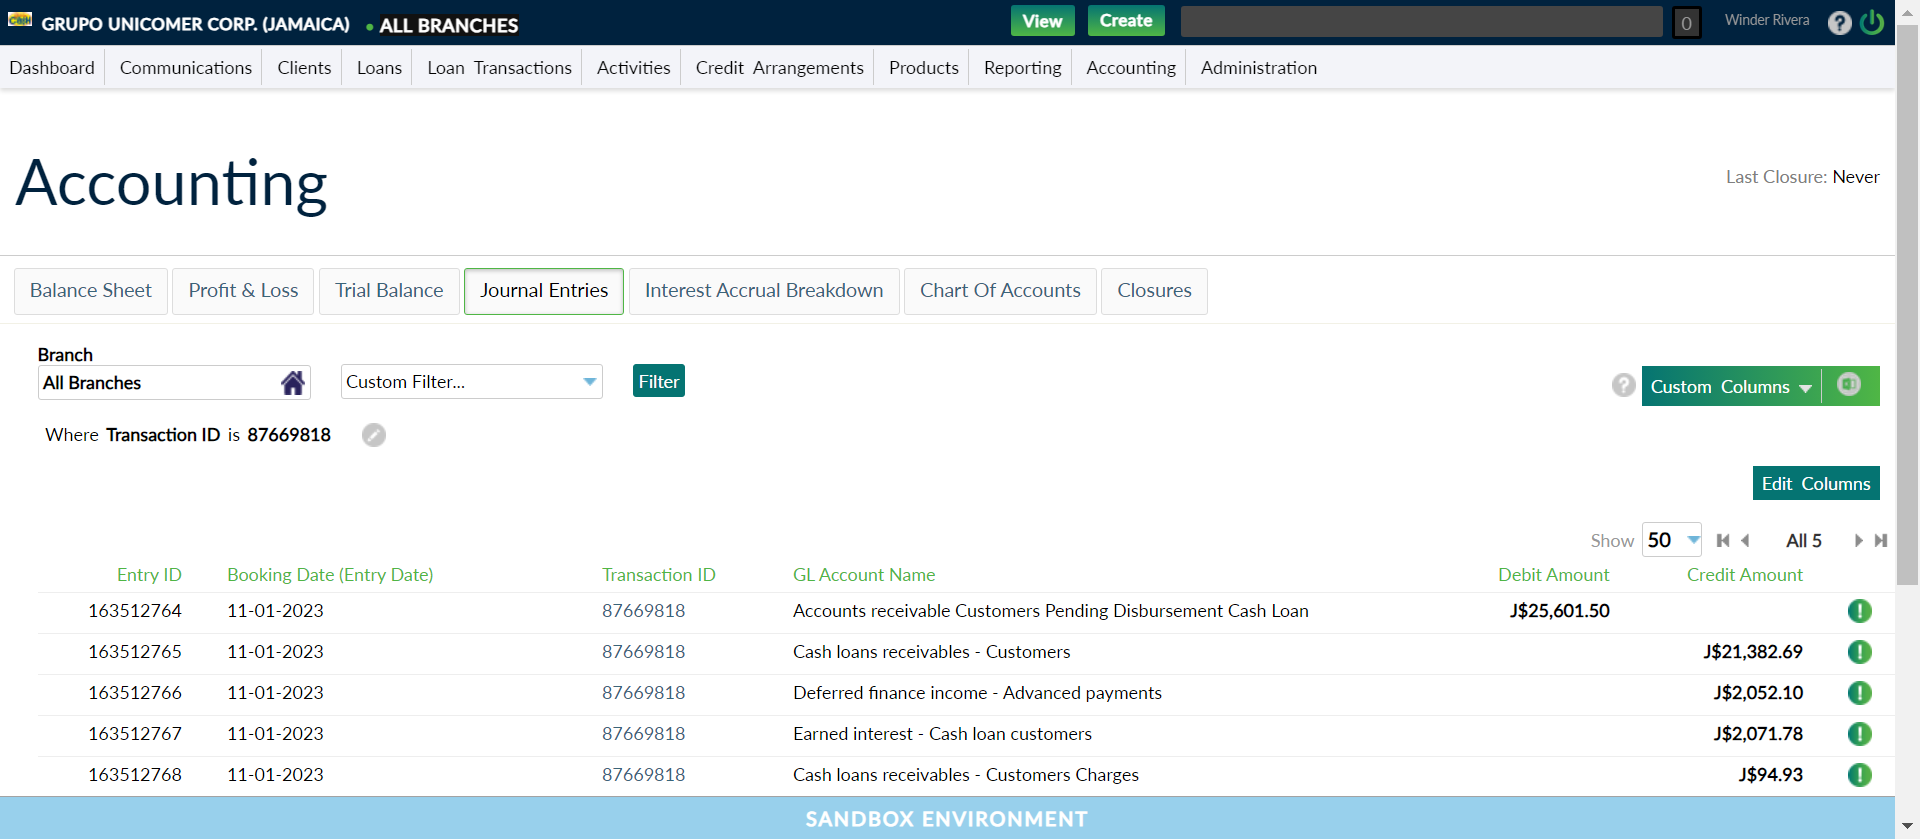 Cash GRUPO UNICOMER CORP. (JAMAICA) • ALL BRANCHES View Create 0 Winder Rivera ?
Dashboard Communications Clients Loans Loan Transactions Activities Credit Arrangements Products Reporting Accounting Administration
Accounting
Last Closure: Never
Balance Sheet Profit & Loss Trial Balance Journal Entries Interest Accrual Breakdown Chart Of Accounts Closures
Branch
All Branches Custom Filter... Filter ? Custom Columns
Where Transaction ID is 87669818
Edit Columns
Show 50 All 5
Entry ID Booking Date (Entry Date) Transaction ID GL Account Name Debit Amount Credit Amount
163512764 11-01-2023 87669818 Accounts receivable Customers Pending Disbursement Cash Loan J$25,601.50 !
163512765 11-01-2023 87669818 Cash loans receivables - Customers J$21,382.69 !
163512766 11-01-2023 87669818 Deferred finance income - Advanced payments J$2,052.10 !
163512767 11-01-2023 87669818 Earned interest - Cash loan customers J$2,071.78 !
163512768 11-01-2023 87669818 Cash loans receivables - Customers Charges J$94.93 !
SANDBOX ENVIRONMENT